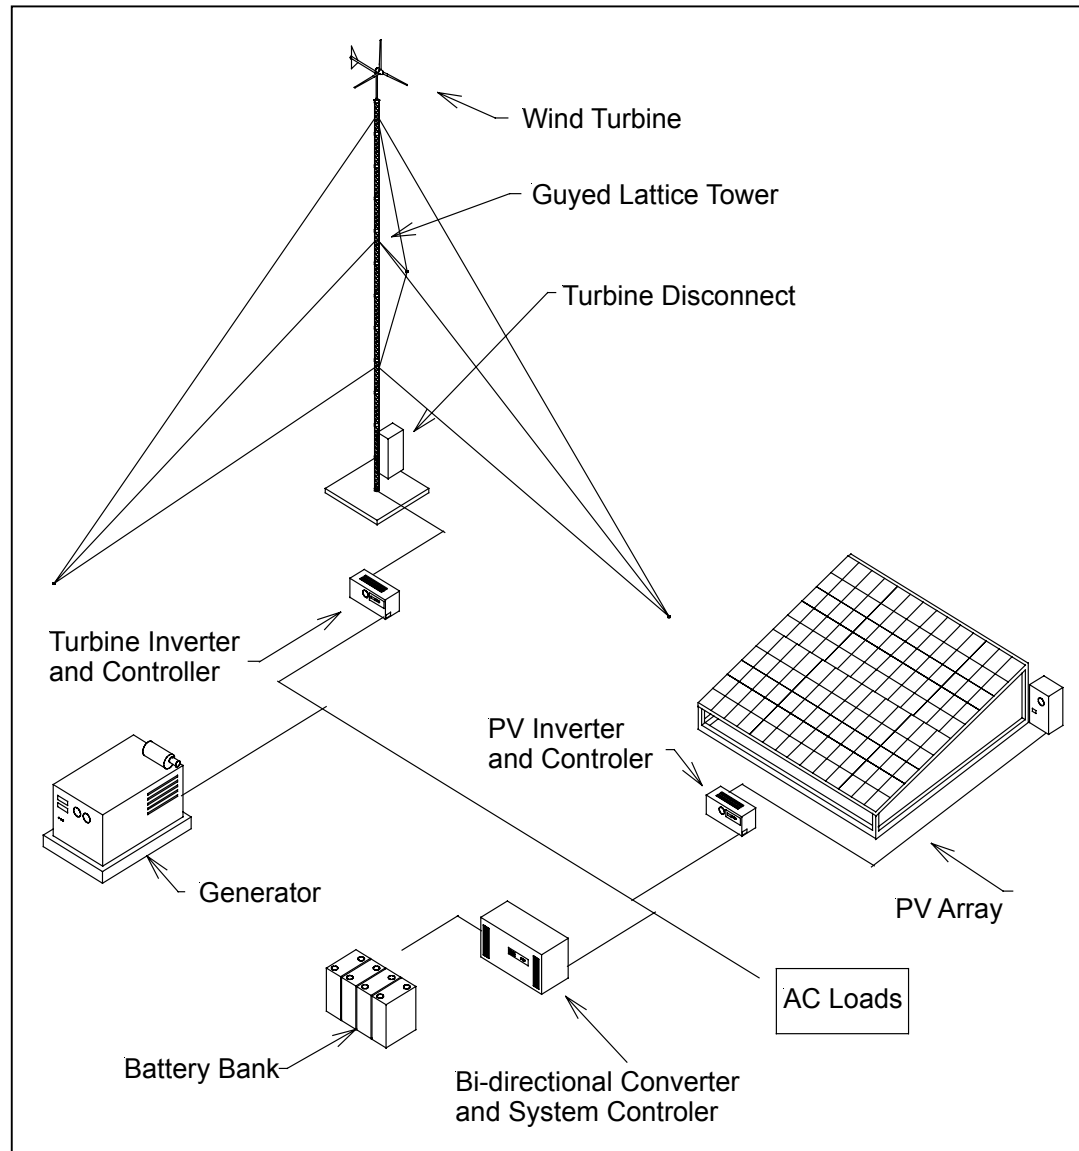 Wind Turbine
Guyed Lattice Tower
Turbine Disconnect
Turbine Inverter
and Controller
PV Inverter
and Controler
Generator
PV Array
AC Loads
Battery Bank
Bi-directional Converter
and System Controler